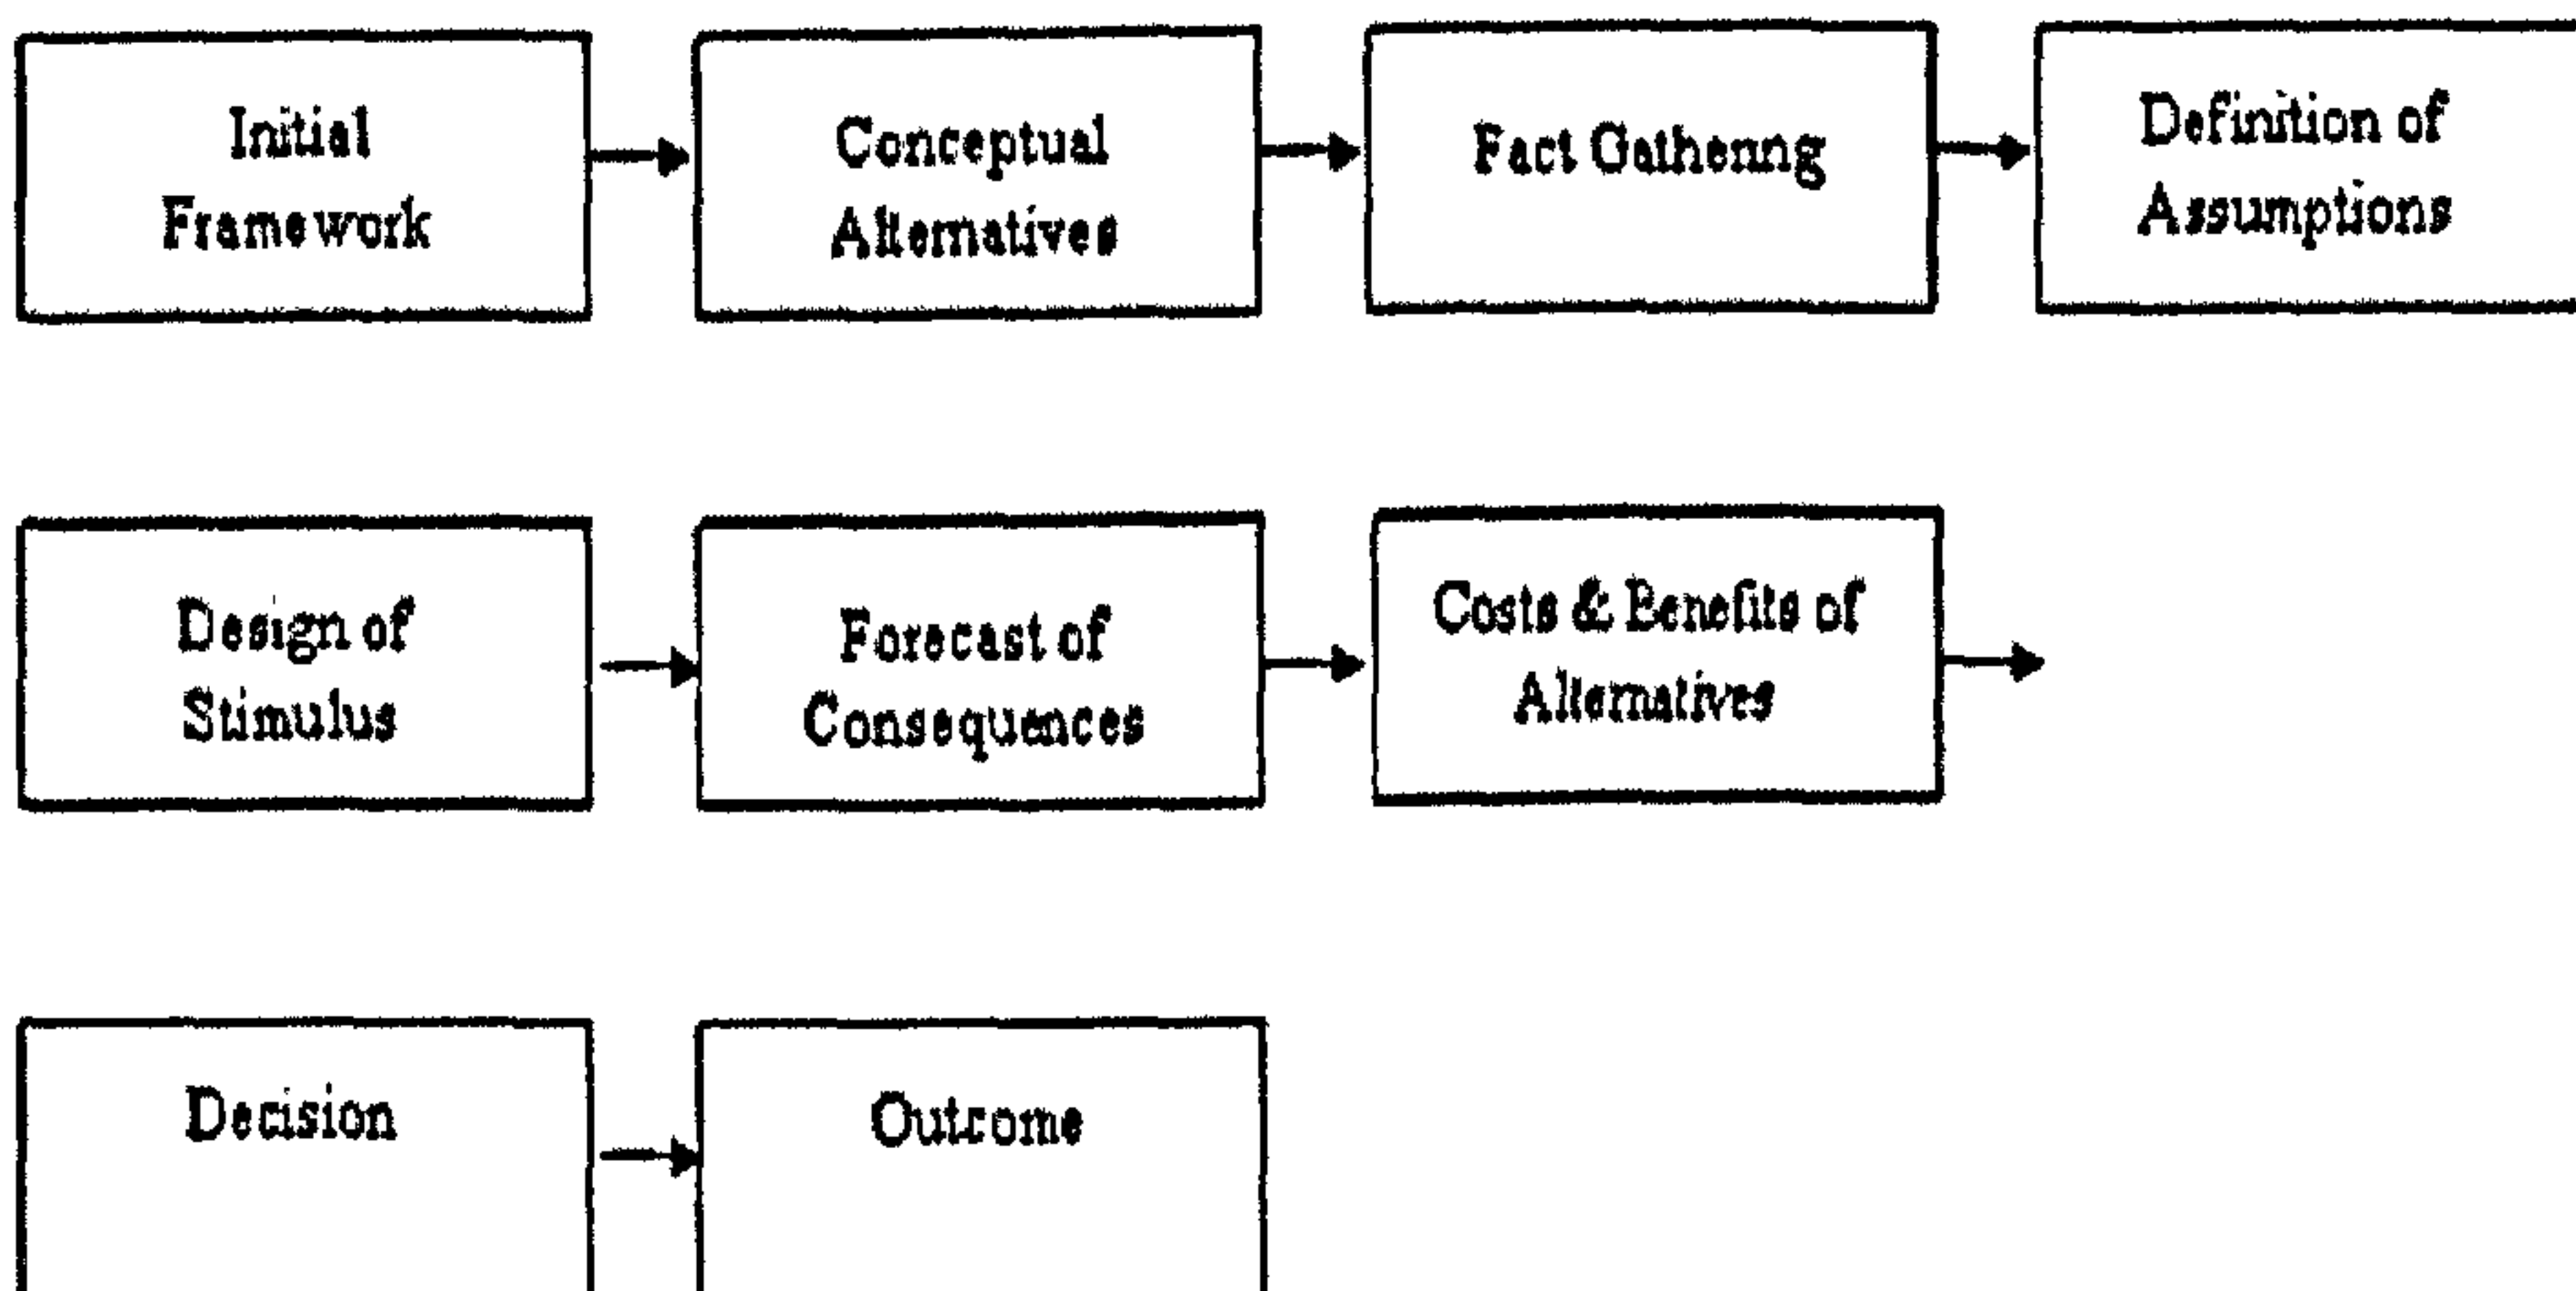 Initial
Framework
Conceptual
Alternatives
Fact Gathering
Definition of
Assumptions
Design of
Stimulus
Forecast of
Consequences
Costs & Benefits of
Alternatives
Decision
Outcome